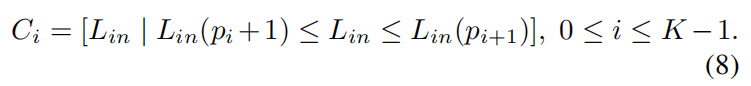 C_i = [L_{in} | L_{in}(p_i+1) ≤ L_{in} ≤ L_{in}(p_{i+1})], 0 ≤ i ≤ K−1.
(8)